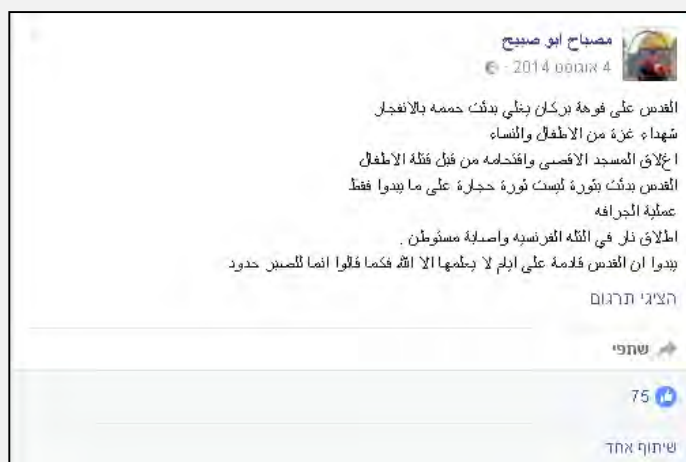 مصباح ابو صبيح
4 אוגוסט 2014 ·
القدس على فوهة بركان يغلي بدئت حممه بالانفجار
شهداء غزة من الاطفال والنساء
اغلاق المسجد الاقصى واقتحامه من قبل قتلة الاطفال
القدس بدئت بثورة ليست ثورة حجارة على ما يبدوا فقط
عملية الجرافه
اطلاق نار في التله الفرنسيه واصابة مستوطن .
يبدوا ان القدس قادمة على ايام لا يعلمها الا الله فكما قالوا انما للصبر حدود
הציגי תרגום
שתפי
75
שיתוף אחד